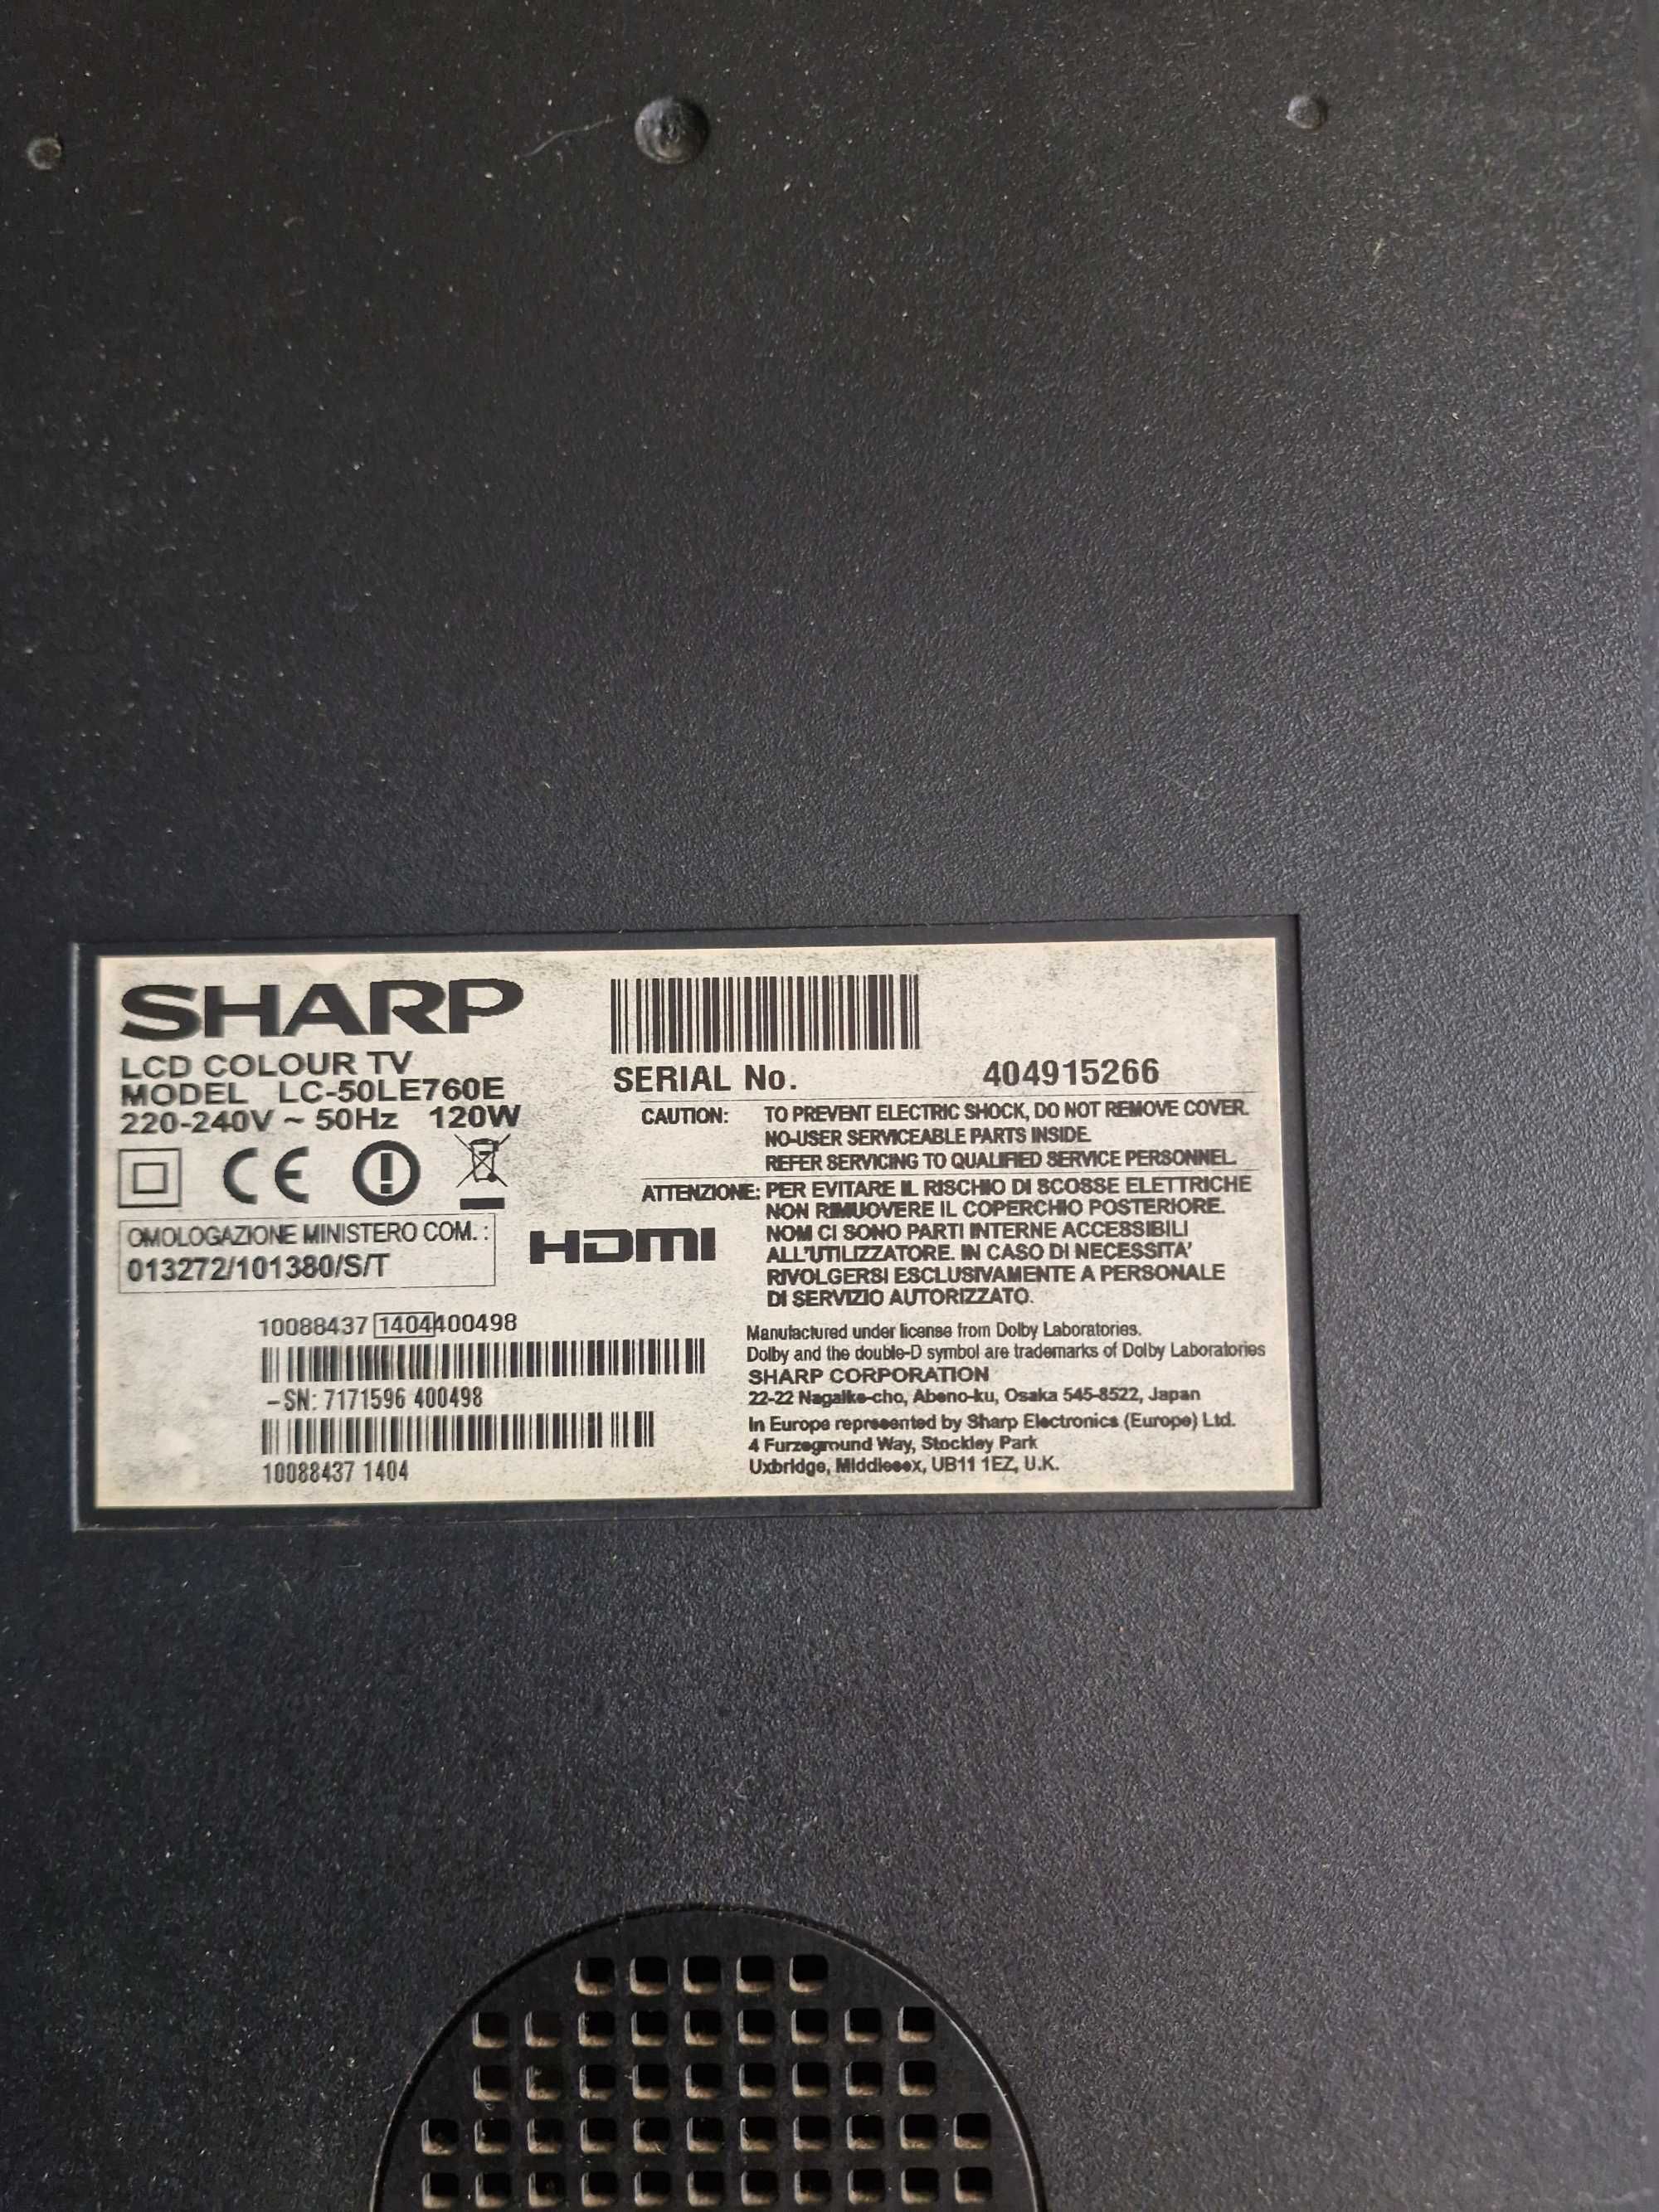 SHARP
LCD COLOUR TV
MODEL LC-50LE760E
220-240V ~ 50Hz 120W
CE
OMOLOGAZIONE MINISTERO COM. :
013272/101380/S/T
HDMI
10088437 1404400498
-SN: 7171596 400498
10088437 1404
SERIAL No. 404915266
CAUTION: TO PREVENT ELECTRIC SHOCK, DO NOT REMOVE COVER.
NO-USER SERVICEABLE PARTS INSIDE.
REFER SERVICING TO QUALIFIED SERVICE PERSONNEL.
ATTENZIONE: PER EVITARE IL RISCHIO DI SCOSSE ELETTRICHE
NON RIMUOVERE IL COPERCHIO POSTERIORE.
NOM CI SONO PARTI INTERNE ACCESSIBILI
ALL'UTILIZZATORE. IN CASO DI NECESSITA'
RIVOLGERSI ESCLUSIVAMENTE A PERSONALE
DI SERVIZIO AUTORIZZATO.
Manufactured under license from Dolby Laboratories.
Dolby and the double-D symbol are trademarks of Dolby Laboratories
SHARP CORPORATION
22-22 Nagaike-cho, Abeno-ku, Osaka 545-8522, Japan
In Europe represented by Sharp Electronics (Europe) Ltd.
4 Furzeground Way, Stockley Park
Uxbridge, Middlesex, UB11 1EZ, U.K.